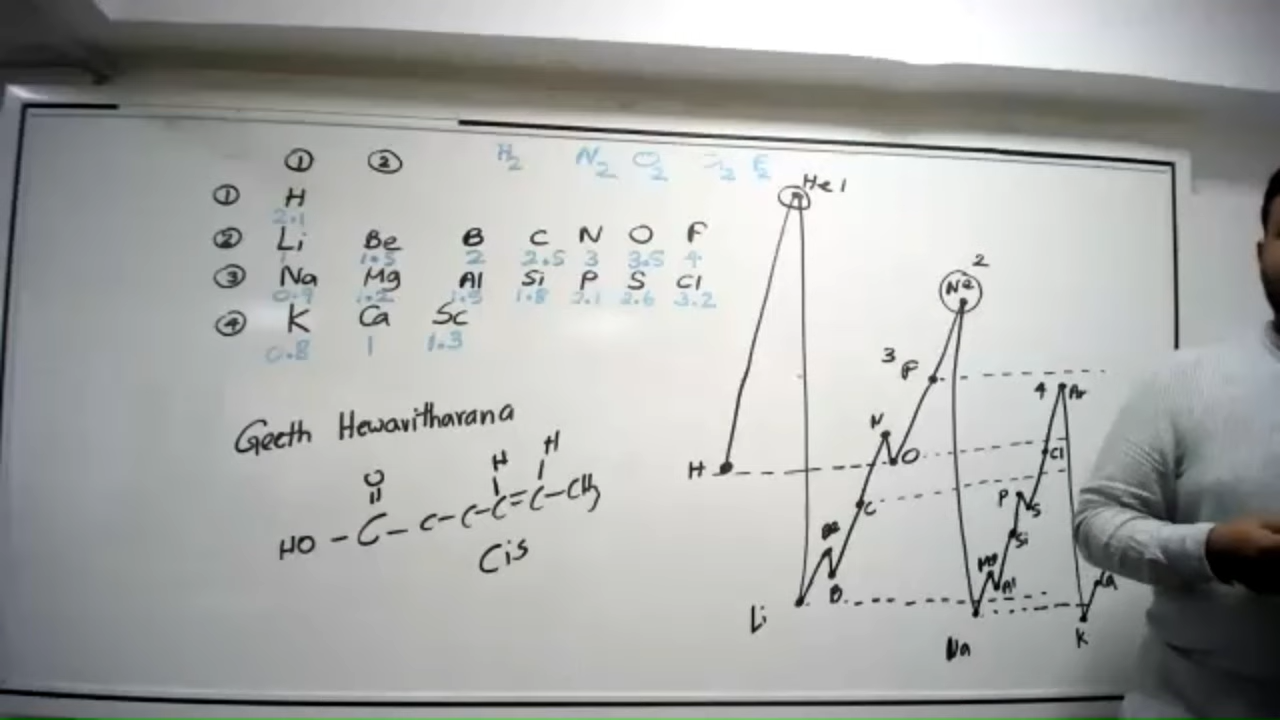 ① ②
H₂ N₂ O₂ F₂
① H
2.1
② Li Be B C N O F
1 1.5 2 2.5 3 3.5 4
③ Na Mg Al Si P S Cl
0.9 1.2 1.5 1.8 2.1 2.6 3.2
④ K Ca Sc
0.8 1 1.3
Geeth Hewavitharana
H H
O
HO - C - C - C - C = C - CH₃
Cis
He 1
2
Ne
3 F
4 Ar
N
O
Cl
H
C
P
S
Be
Si
B
Mg
Al
Ca
Li
Na
K